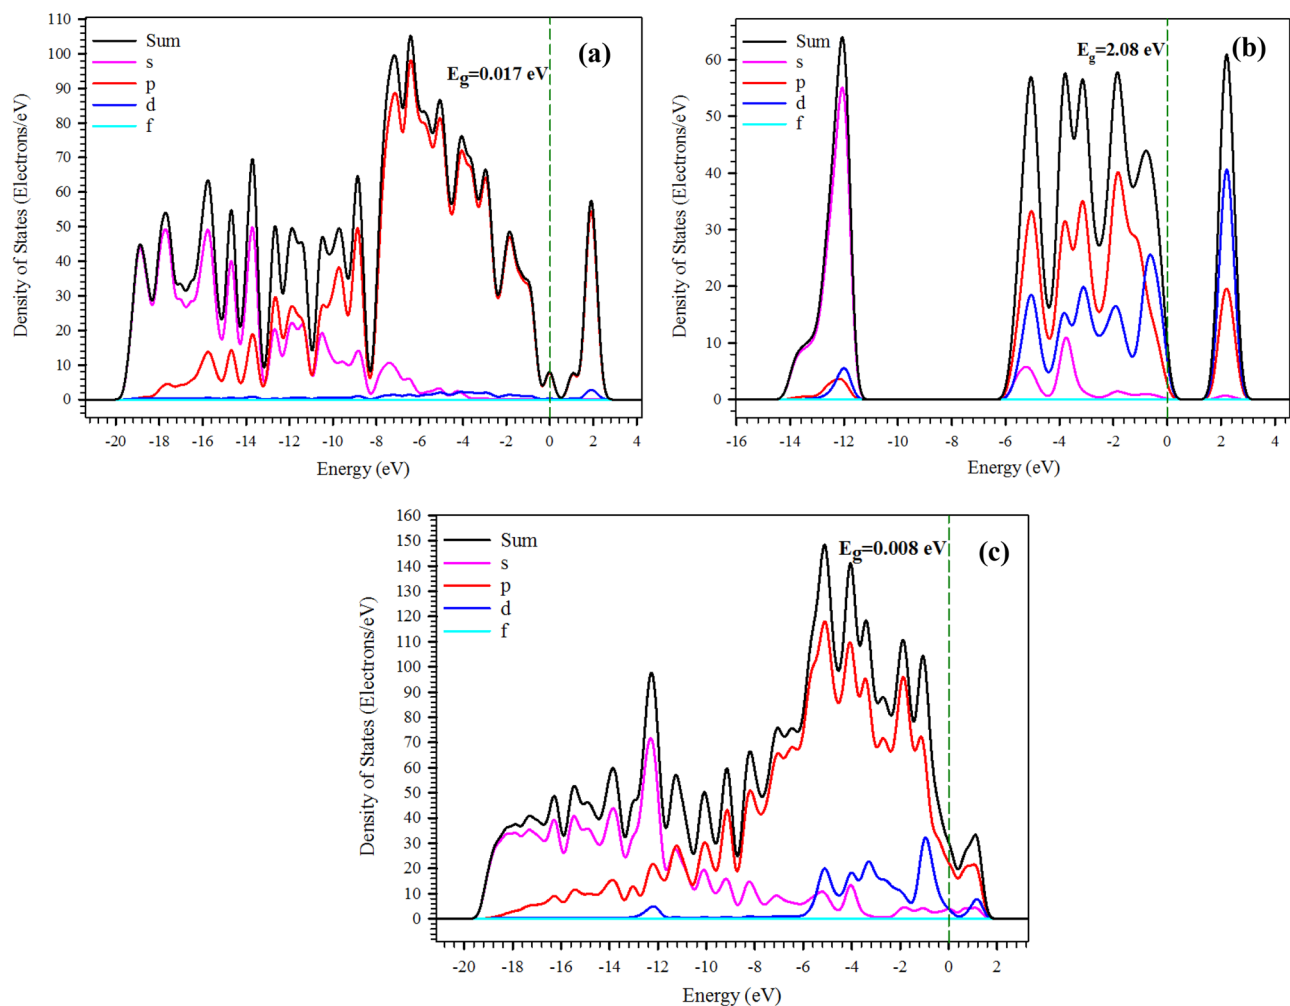 (a)
Sum
s
p
d
f
E_g=0.017 eV
Density of States (Electrons/eV)
110
100
90
80
70
60
50
40
30
20
10
0
-20
-18
-16
-14
-12
-10
-8
-6
-4
-2
0
2
4
Energy (eV)
(b)
Sum
s
p
d
f
E_g=2.08 eV
Density of States (Electrons/eV)
60
50
40
30
20
10
0
-16
-14
-12
-10
-8
-6
-4
-2
0
2
4
Energy (eV)
(c)
Sum
s
p
d
f
E_g=0.008 eV
Density of States (Electrons/eV)
160
150
140
130
120
110
100
90
80
70
60
50
40
30
20
10
0
-20
-18
-16
-14
-12
-10
-8
-6
-4
-2
0
2
Energy (eV)